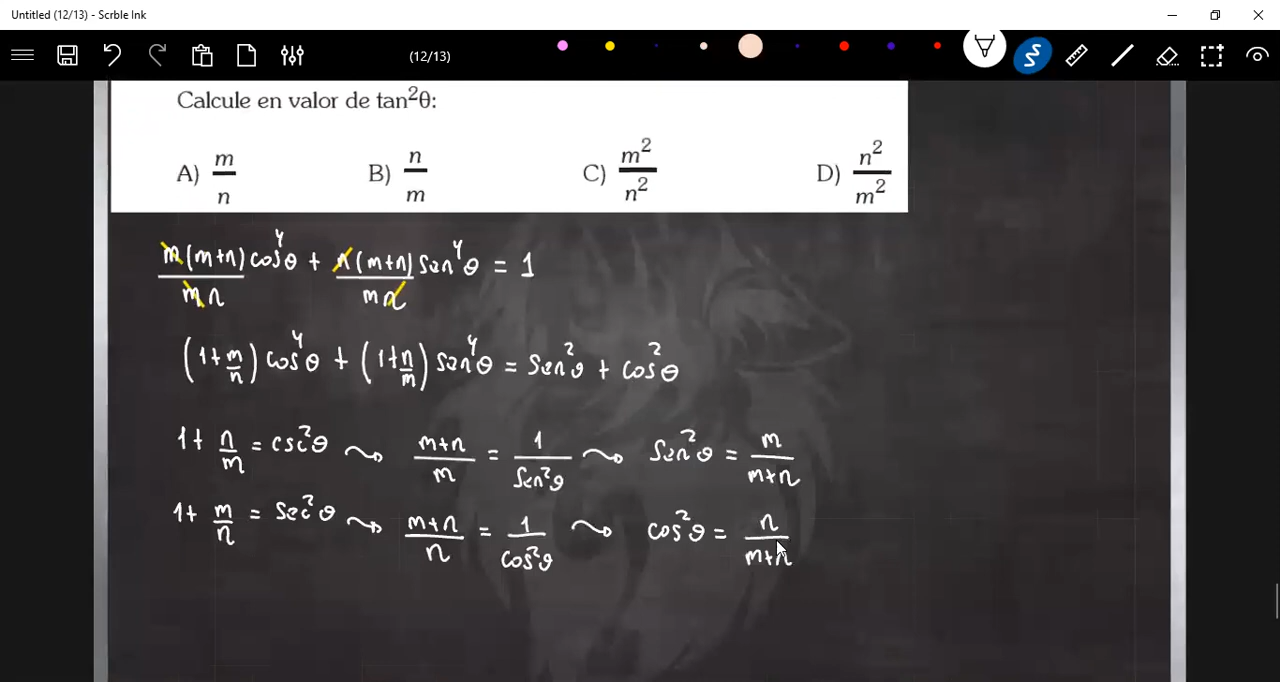 Untitled (12/13) - Scrble Ink
(12/13)
Calcule en valor de tan²θ:
A) m/n B) n/m C) m²/n² D) n²/m²
m(m+n)/mn cos⁴θ + n(m+n)/mn sen⁴θ = 1
(1+m/n) cos⁴θ + (1+n/m) sen⁴θ = sen²θ + cos²θ
1+ n/m = csc²θ ⤳ m+n/m = 1/sen²θ ⤳ sen²θ = m/m+n
1+ m/n = sec²θ ⤳ m+n/n = 1/cos²θ ⤳ cos²θ = n/m+n